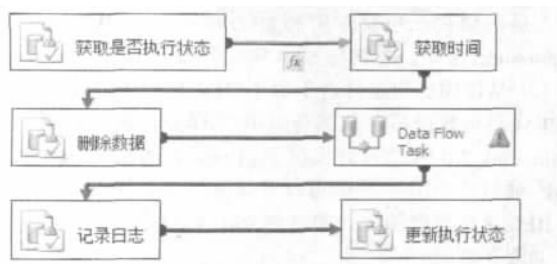 获取是否执行状态
fx
获取时间
删除数据
Data Flow
Task
记录日志
更新执行状态